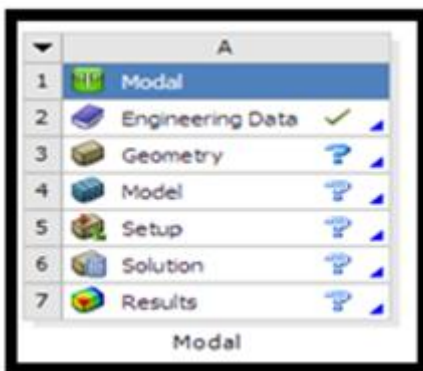 A
1 Modal
2 Engineering Data
3 Geometry ?
4 Model ?
5 Setup ?
6 Solution ?
7 Results ?
Modal